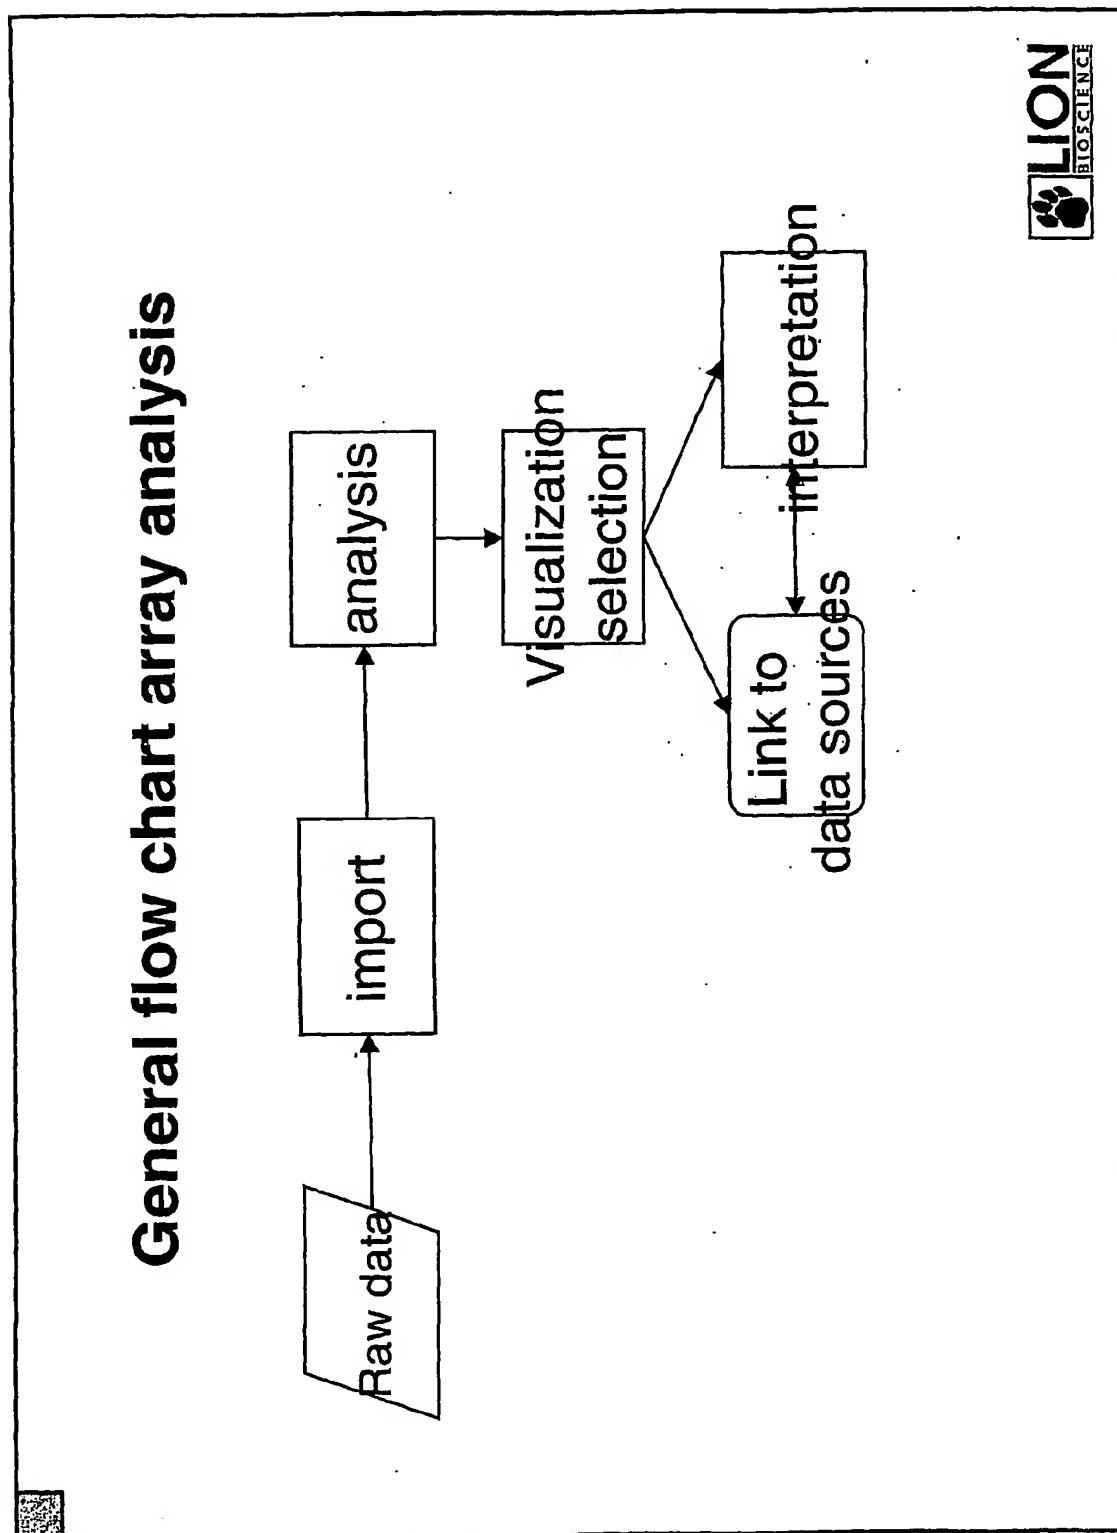 General flow chart array analysis
Raw data
import
analysis
Visualization
selection
Link to
data sources
interpretation
LION
BIOSCIENCE